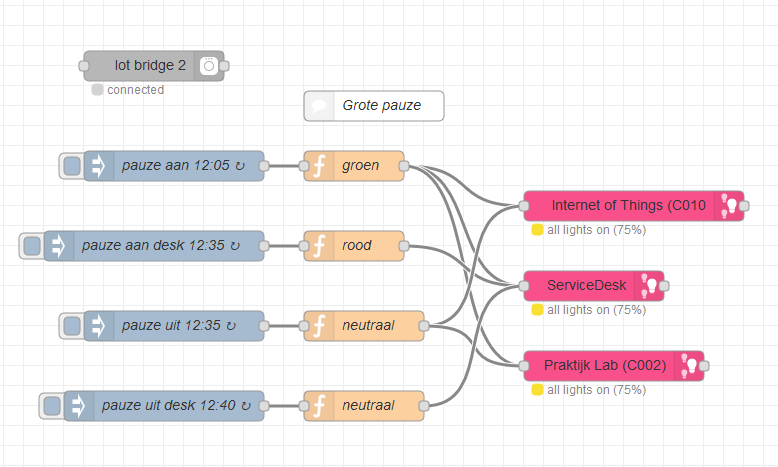 Iot bridge 2
connected
Grote pauze
pauze aan 12:05 ↻
groen
Internet of Things (C010
all lights on (75%)
pauze aan desk 12:35 ↻
rood
ServiceDesk
all lights on (75%)
pauze uit 12:35 ↻
neutraal
Praktijk Lab (C002)
all lights on (75%)
pauze uit desk 12:40 ↻
neutraal